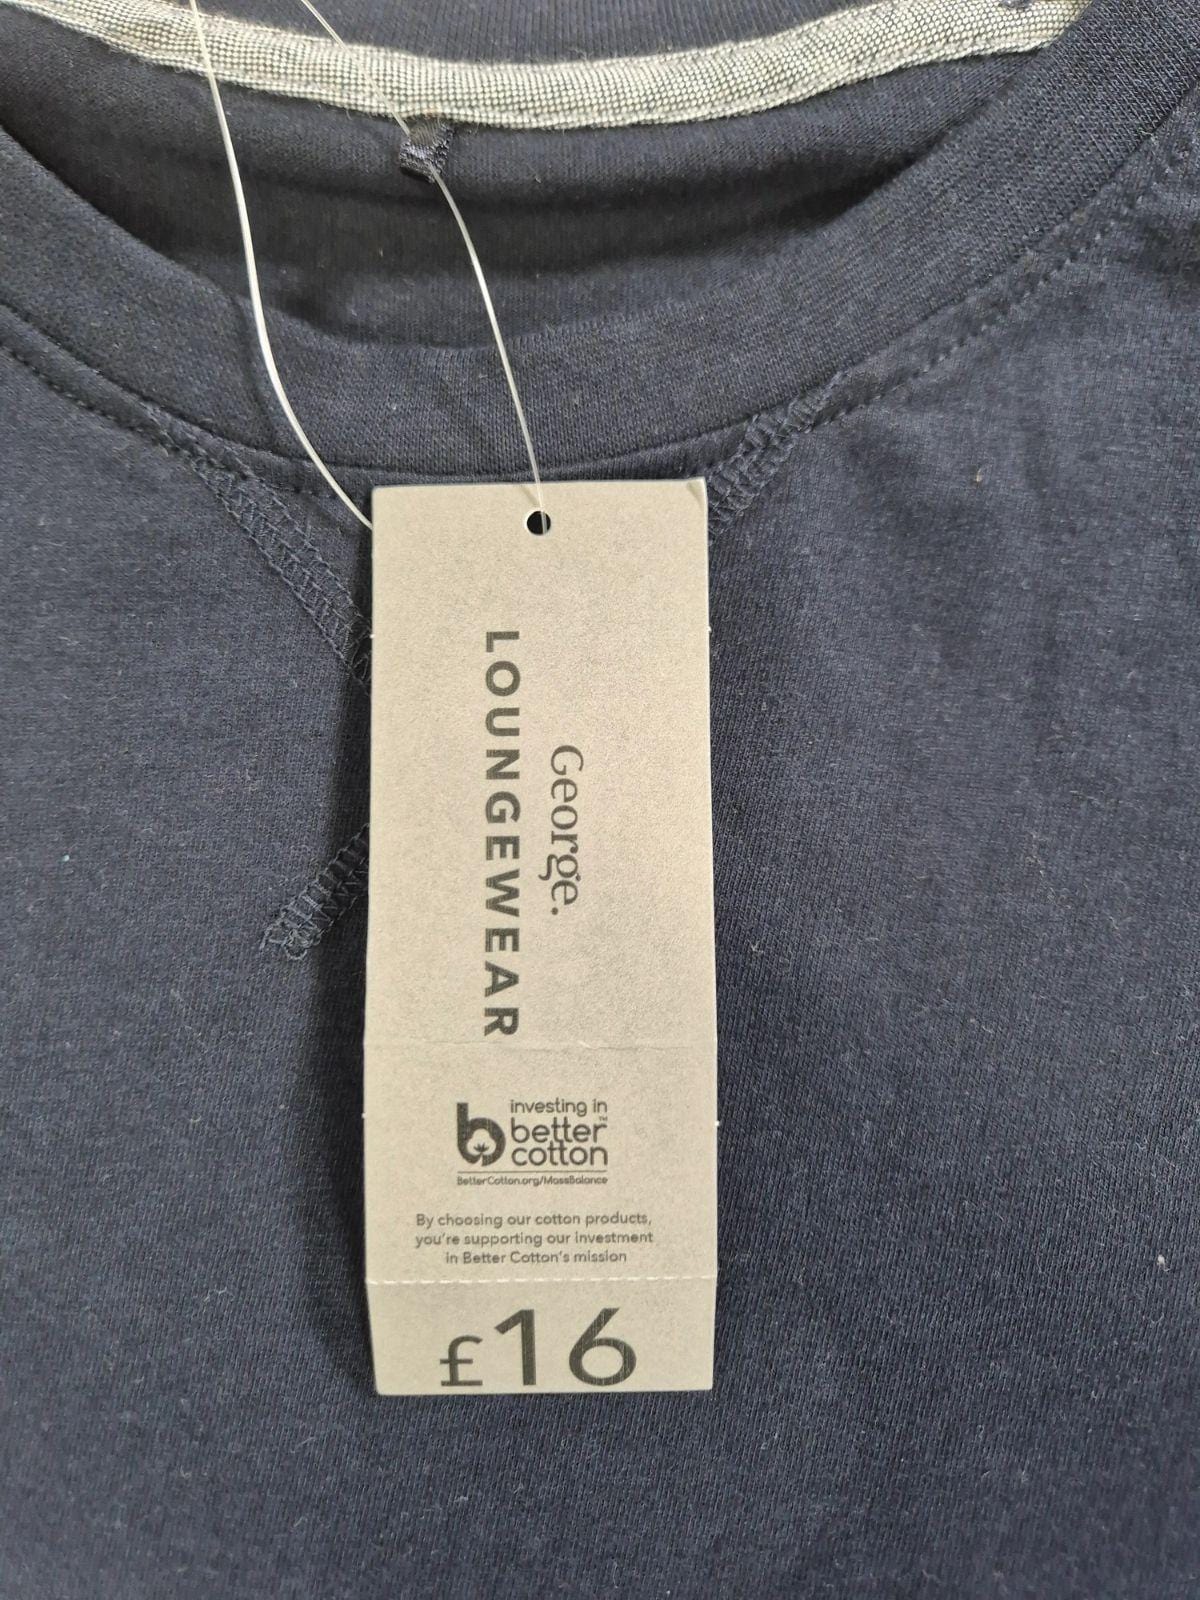 George.
LOUNGEWEAR
investing in
better™
cotton
BetterCotton.org/MassBalance
By choosing our cotton products,
you're supporting our investment
in Better Cotton's mission
£16